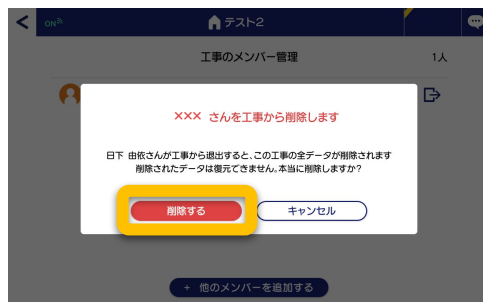 ON
テスト2
工事のメンバー管理
1人
××× さんを工事から削除します
日下 由依さんが工事から退出すると、この工事の全データが削除されます
削除されたデータは復元できません。本当に削除しますか?
削除する
キャンセル
+ 他のメンバーを追加する